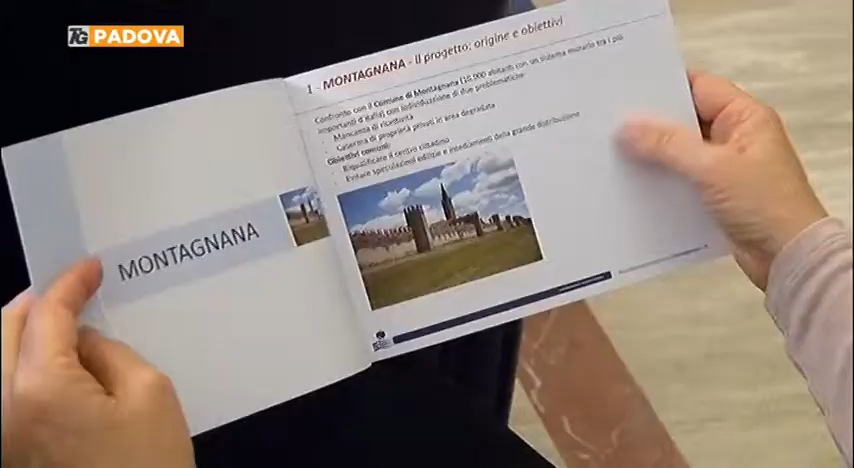 TG PADOVA
MONTAGNANA
1 - MONTAGNANA - Il progetto: origine e obiettivi
Confronto con il Comune di Montagnana (10.000 abitanti con un sistema murario tra i più
importanti d'Italia) con individuazione di due problematiche
Mancanza di ricettività
Caserma di proprietà privati in area degradata
Obiettivi comuni:
Riqualificare il centro cittadino
Evitare speculazioni edilizie e insediamenti della grande distribuzione